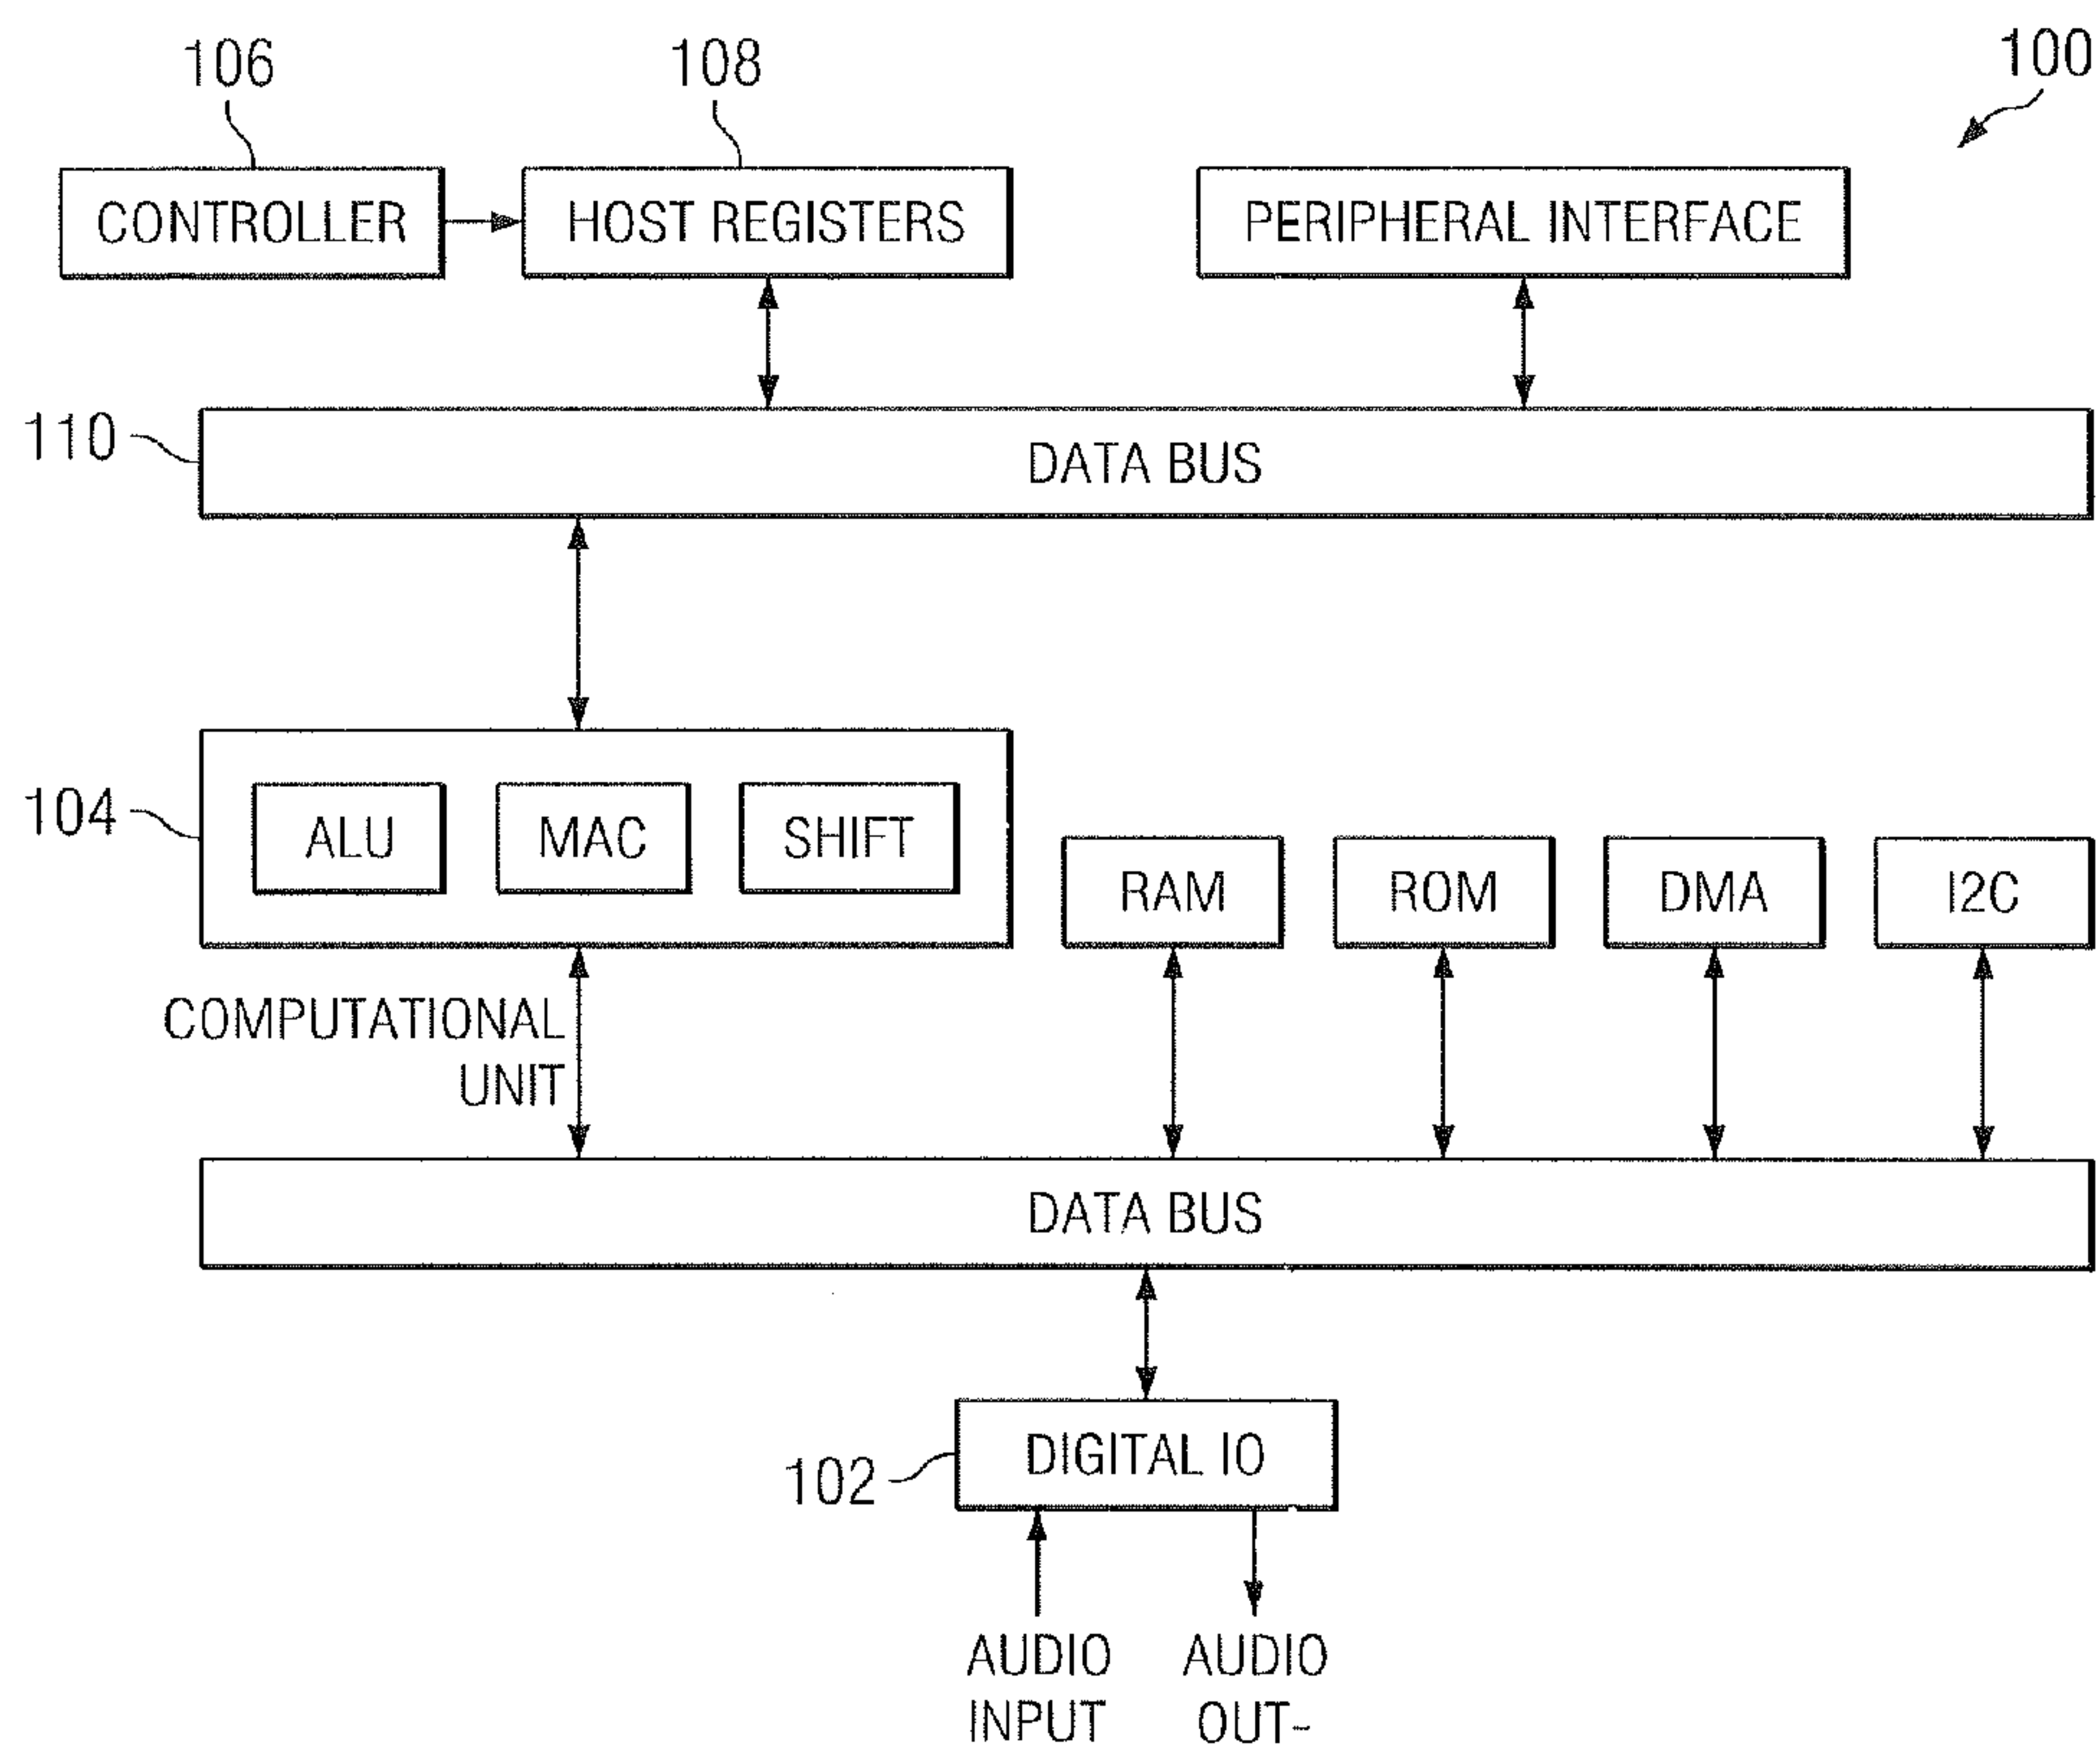 106
108
100
CONTROLLER
HOST REGISTERS
PERIPHERAL INTERFACE
110
DATA BUS
104
ALU
MAC
SHIFT
RAM
ROM
DMA
I2C
COMPUTATIONAL
UNIT
DATA BUS
102
DIGITAL IO
AUDIO
INPUT
AUDIO
OUT-